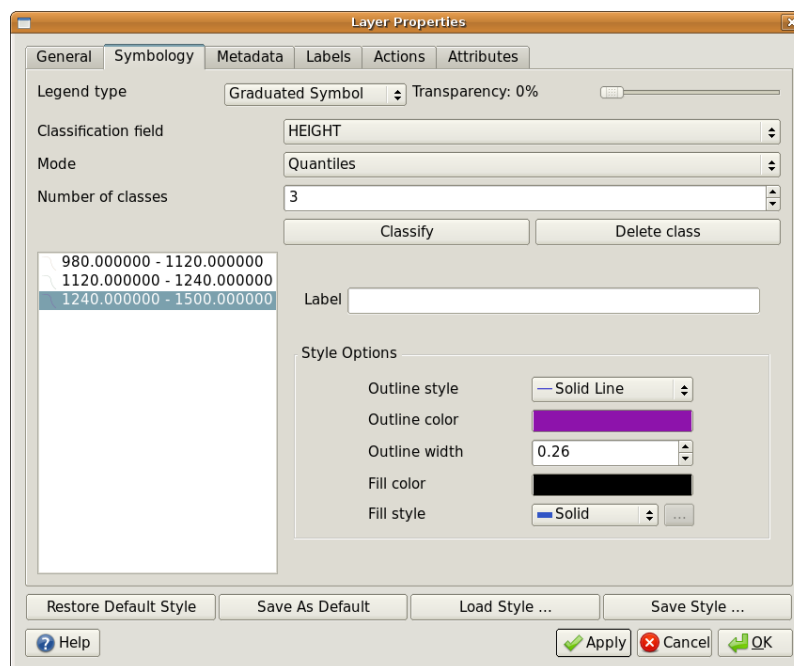 Layer Properties
General Symbology Metadata Labels Actions Attributes
Legend type Graduated Symbol Transparency: 0%
Classification field HEIGHT
Mode Quantiles
Number of classes 3
Classify Delete class
980.000000 - 1120.000000
1120.000000 - 1240.000000
1240.000000 - 1500.000000
Label
Style Options
Outline style Solid Line
Outline color
Outline width 0.26
Fill color
Fill style Solid ...
Restore Default Style Save As Default Load Style ... Save Style ...
Help Apply Cancel OK